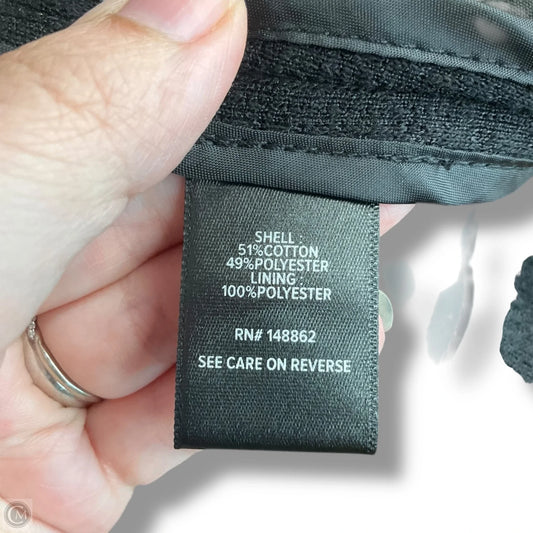 SHELL :
51%COTTON
49%POLYESTER
LINING :
100%POLYESTER
RN# 148862
SEE CARE ON REVERSE